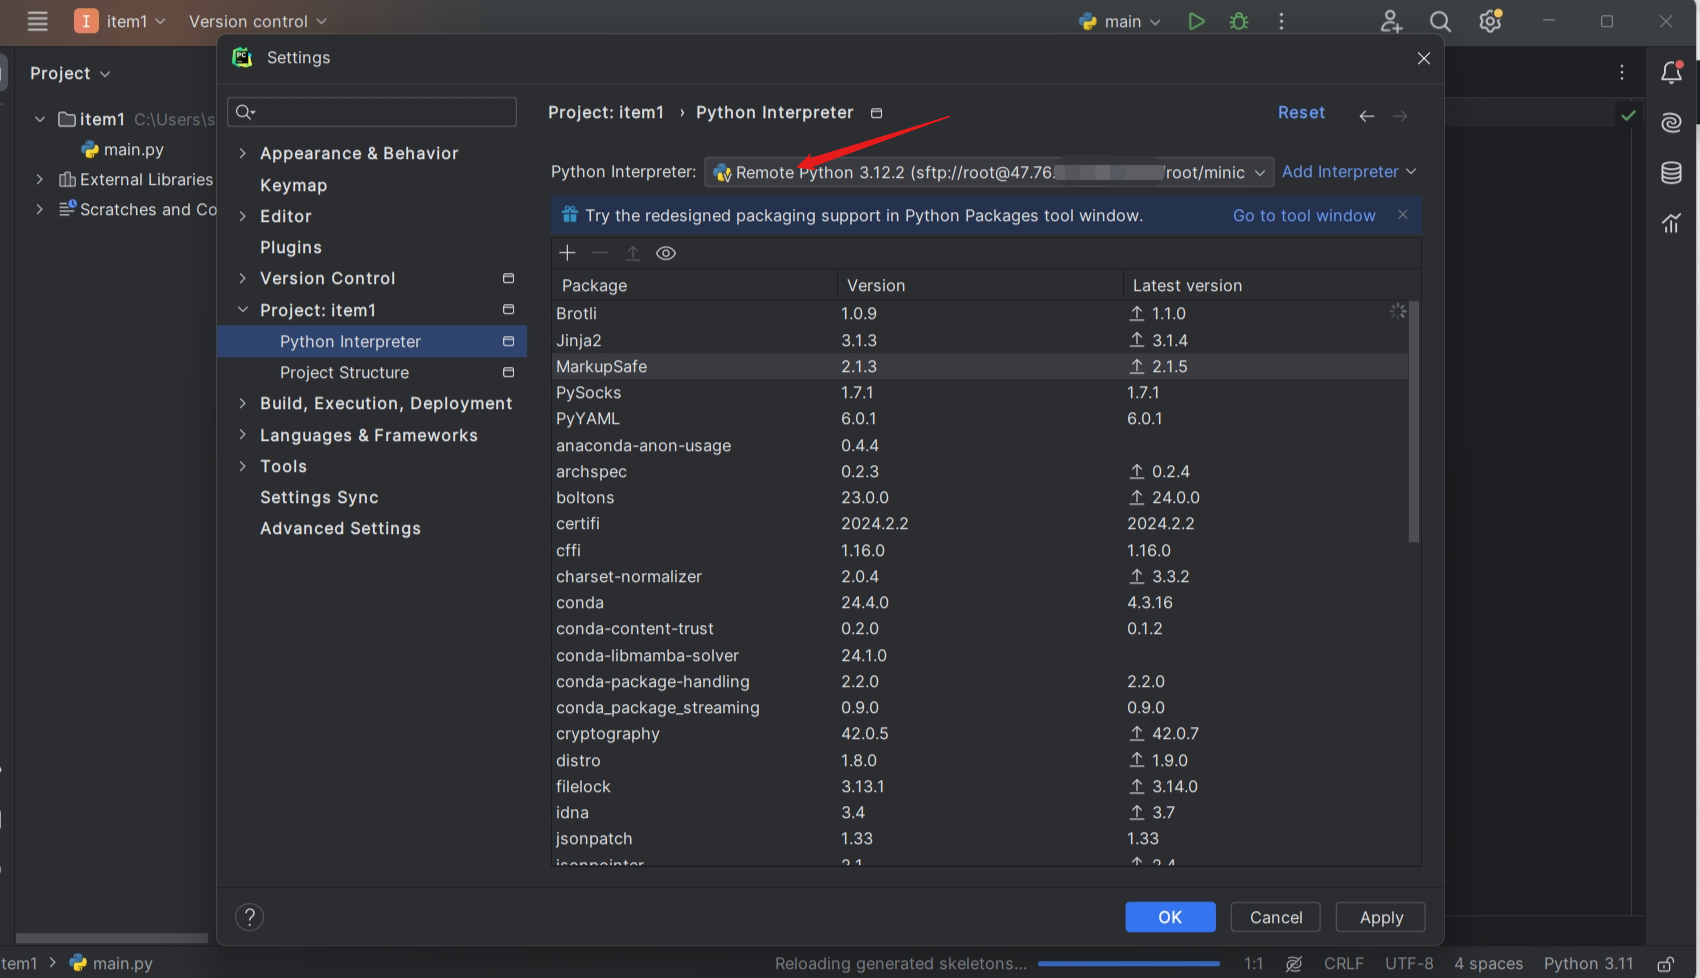 I item1 Version control main
Settings
Project
item1 C:\Users\s
main.py
External Libraries
Scratches and Co
Appearance & Behavior
Keymap
Editor
Plugins
Version Control
Project: item1
Python Interpreter
Project Structure
Build, Execution, Deployment
Languages & Frameworks
Tools
Settings Sync
Advanced Settings
Project: item1 › Python Interpreter Reset
Python Interpreter: Remote Python 3.12.2 (sftp://root@47.76. /root/minic Add Interpreter
Try the redesigned packaging support in Python Packages tool window. Go to tool window
Package Version Latest version
Brotli 1.0.9 1.1.0
Jinja2 3.1.3 3.1.4
MarkupSafe 2.1.3 2.1.5
PySocks 1.7.1 1.7.1
PyYAML 6.0.1 6.0.1
anaconda-anon-usage 0.4.4
archspec 0.2.3 0.2.4
boltons 23.0.0 24.0.0
certifi 2024.2.2 2024.2.2
cffi 1.16.0 1.16.0
charset-normalizer 2.0.4 3.3.2
conda 24.4.0 4.3.16
conda-content-trust 0.2.0 0.1.2
conda-libmamba-solver 24.1.0
conda-package-handling 2.2.0 2.2.0
conda_package_streaming 0.9.0 0.9.0
cryptography 42.0.5 42.0.7
distro 1.8.0 1.9.0
filelock 3.13.1 3.14.0
idna 3.4 3.7
jsonpatch 1.33 1.33
jsonpointer 2.1 2.4
? OK Cancel Apply
tem1 main.py Reloading generated skeletons... 1:1 CRLF UTF-8 4 spaces Python 3.11